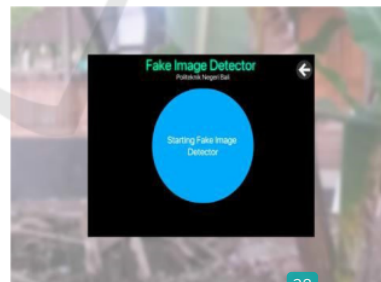 Fake Image Detector
Politeknik Negeri Bali
Starting Fake Image
Detector